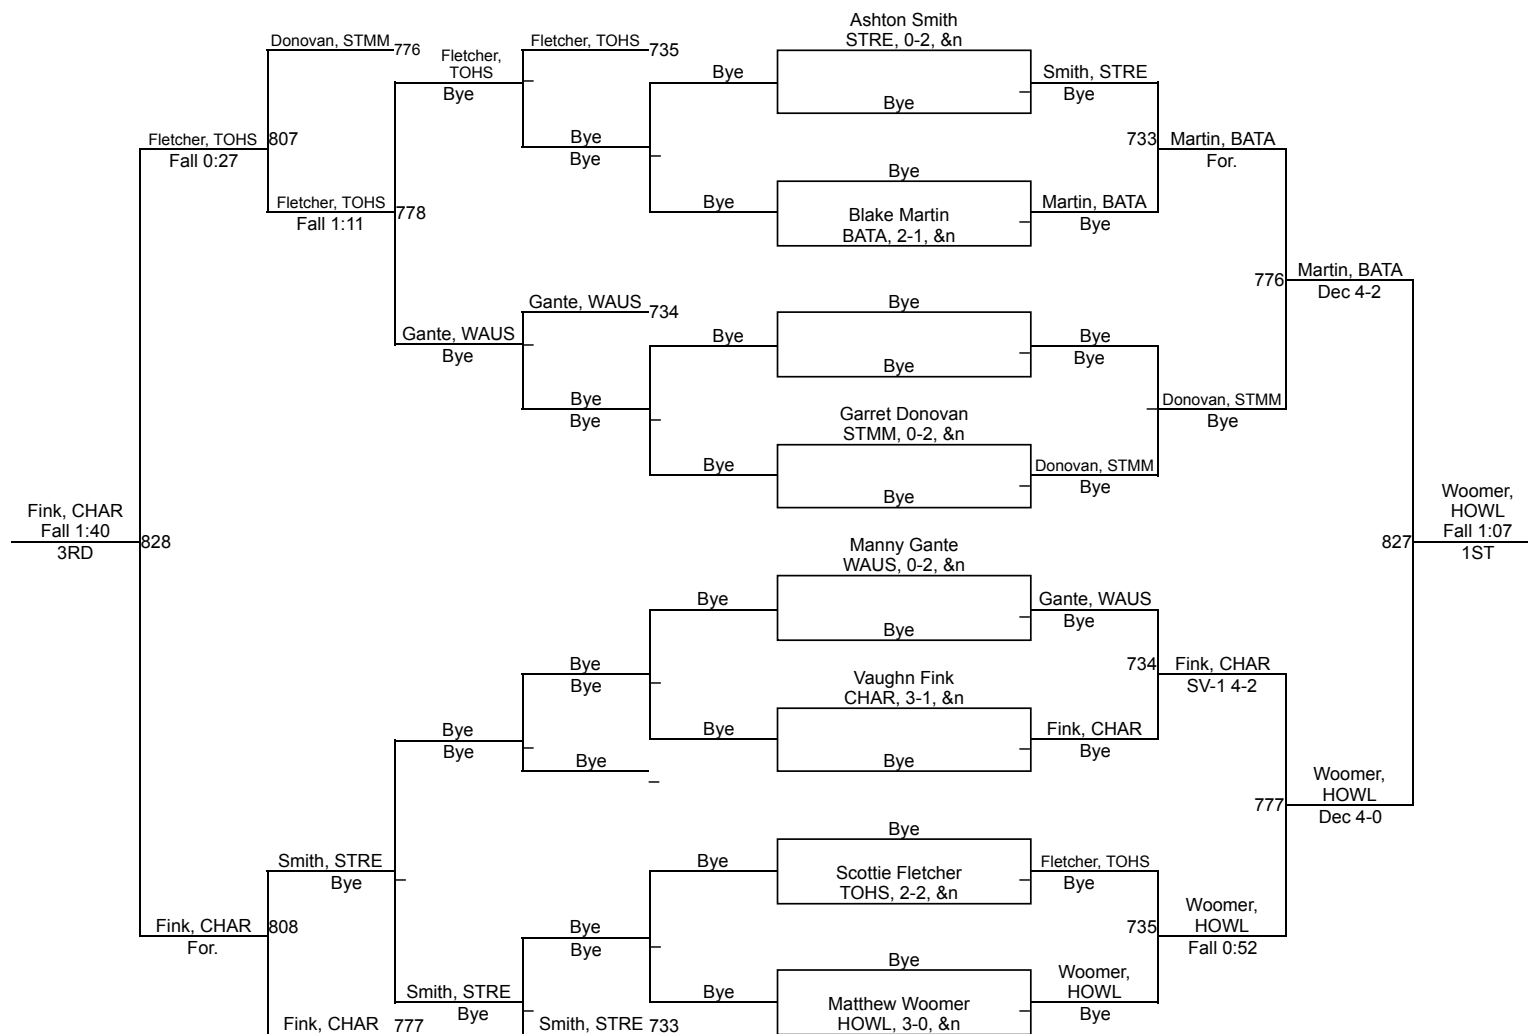 Ashton Smith
STRE, 0-2, &n
Donovan, STMM
776
Fletcher,
TOHS
Bye
Fletcher, TOHS
735
Bye
Bye
Smith, STRE
Bye
Fletcher, TOHS
807
Fall 0:27
Bye
Bye
733
Martin, BATA
For.
Bye
Fletcher, TOHS
778
Fall 1:11
Bye
Blake Martin
BATA, 2-1, &n
Martin, BATA
Bye
776
Martin, BATA
Dec 4-2
Gante, WAUS
734
Bye
Gante, WAUS
Bye
Bye
Bye
Bye
Bye
Bye
Bye
Garret Donovan
STMM, 0-2, &n
Donovan, STMM
Bye
Bye
Bye
Donovan, STMM
Bye
Fink, CHAR
Fall 1:40
3RD
828
827
Woomer,
HOWL
Fall 1:07
1ST
Manny Gante
WAUS, 0-2, &n
Bye
Bye
Gante, WAUS
Bye
Bye
Bye
734
Fink, CHAR
SV-1 4-2
Vaughn Fink
CHAR, 3-1, &n
Bye
Bye
Bye
Bye
Bye
Fink, CHAR
Bye
777
Woomer,
HOWL
Dec 4-0
Bye
Smith, STRE
Bye
Bye
Scottie Fletcher
TOHS, 2-2, &n
Fletcher, TOHS
Bye
Fink, CHAR
808
For.
Bye
Bye
735
Woomer,
HOWL
Fall 0:52
Bye
Smith, STRE
Bye
Bye
Matthew Woomer
HOWL, 3-0, &n
Woomer,
HOWL
Bye
Fink, CHAR
777
Smith, STRE
733